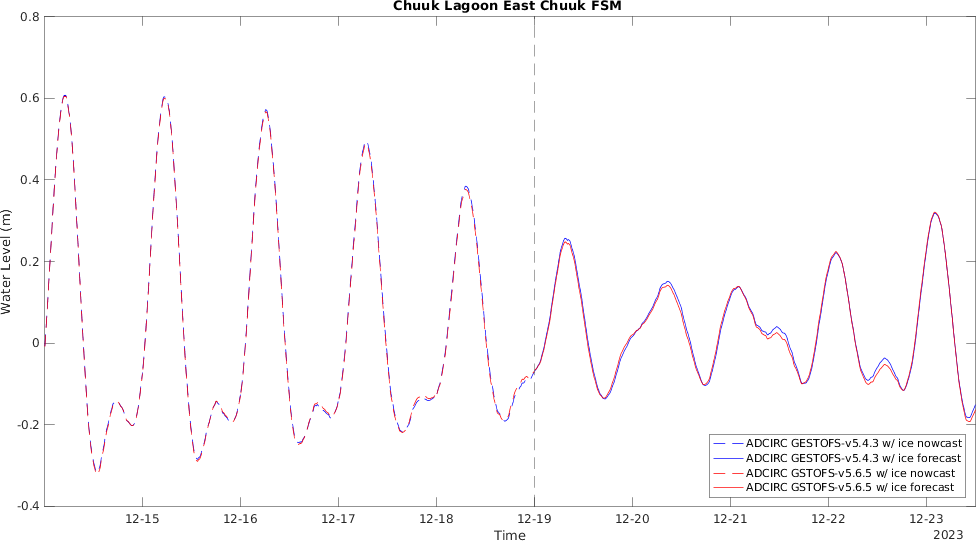 Chuuk Lagoon East Chuuk FSM
0.8
0.6
0.4
0.2
0
-0.2
-0.4
Water Level (m)
ADCIRC GESTOFS-v5.4.3 w/ ice nowcast
ADCIRC GESTOFS-v5.4.3 w/ ice forecast
ADCIRC GSTOFS-v5.6.5 w/ ice nowcast
ADCIRC GSTOFS-v5.6.5 w/ ice forecast
12-15 12-16 12-17 12-18 12-19 12-20 12-21 12-22 12-23
Time
2023